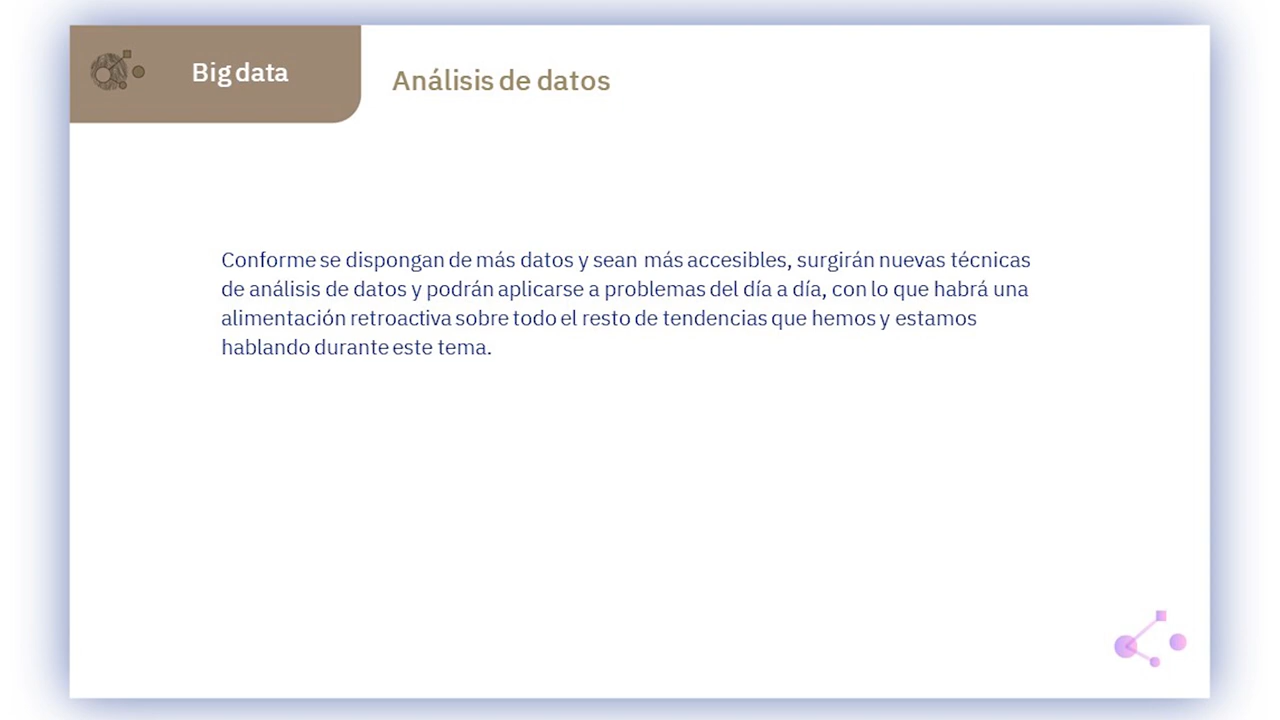 Big data
Análisis de datos
Conforme se dispongan de más datos y sean más accesibles, surgirán nuevas técnicas
de análisis de datos y podrán aplicarse a problemas del día a día, con lo que habrá una
alimentación retroactiva sobre todo el resto de tendencias que hemos y estamos
hablando durante este tema.